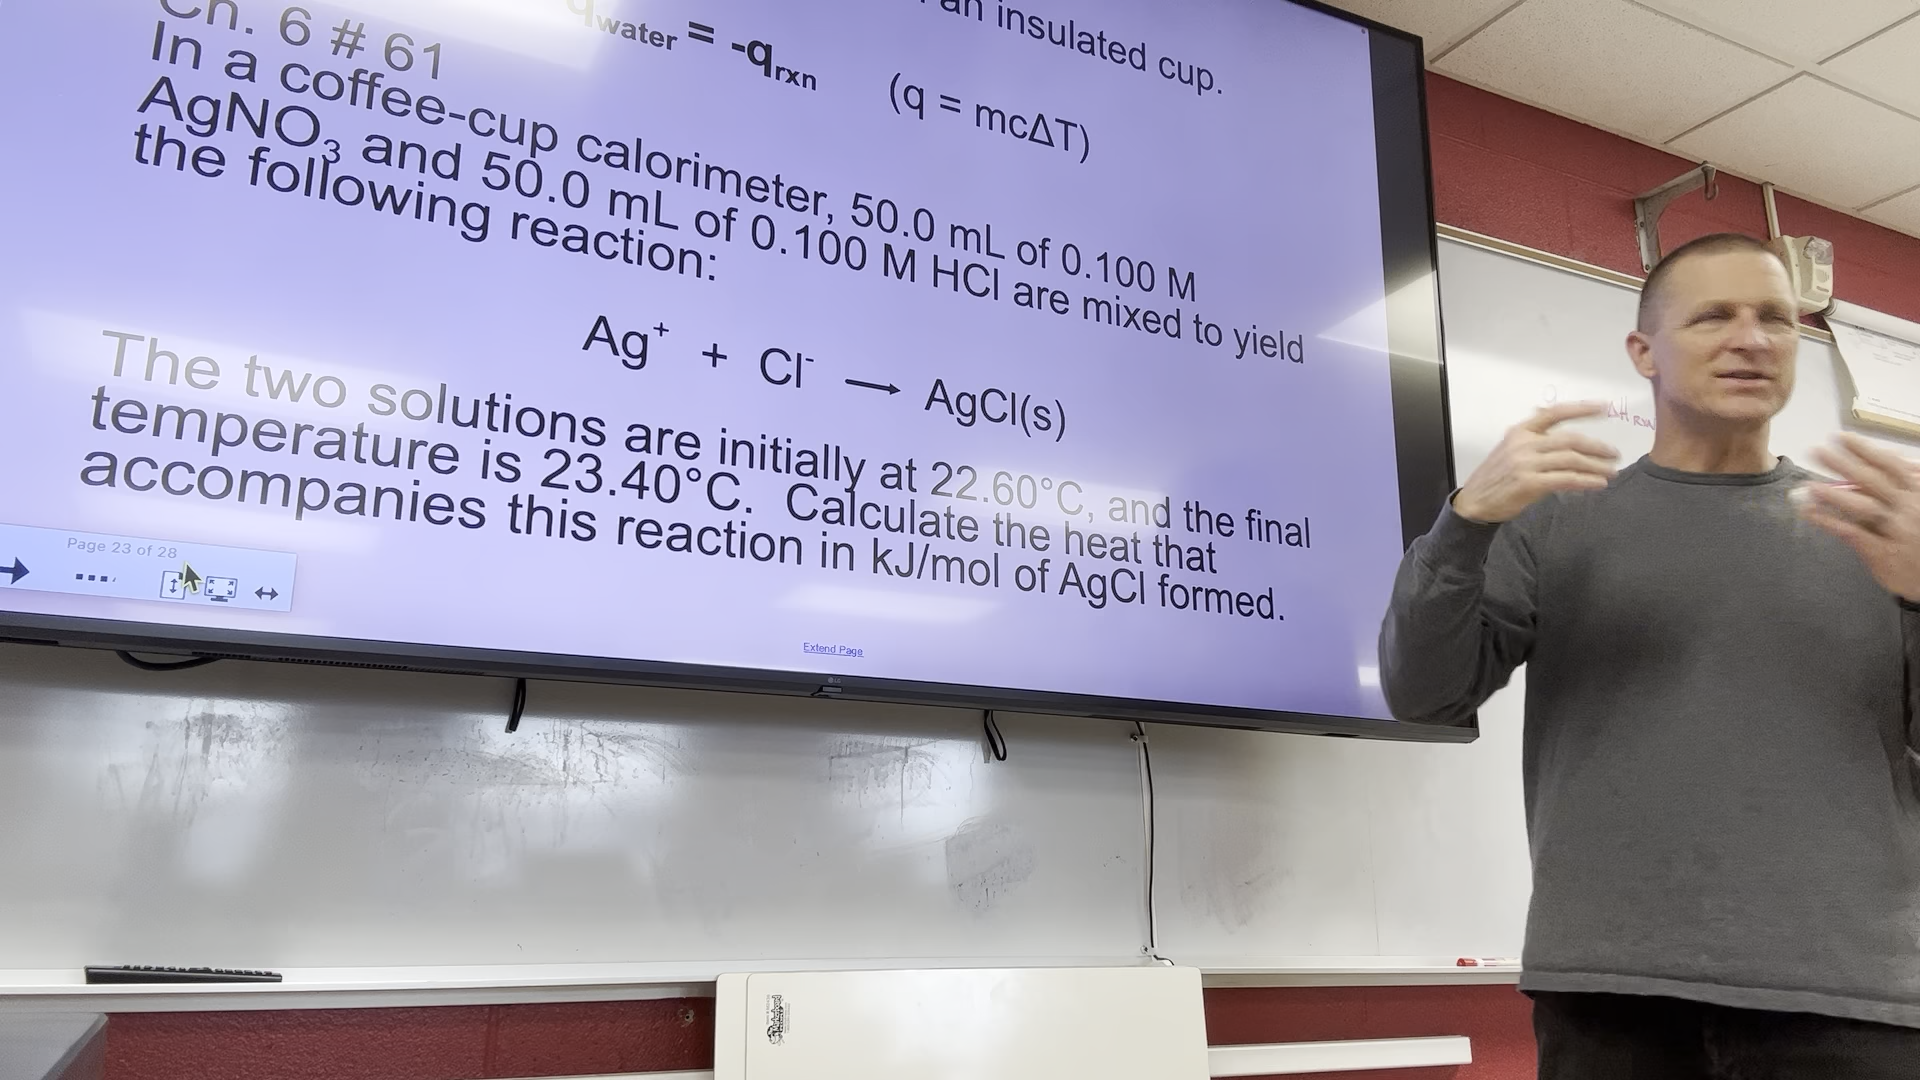 an insulated cup.
qwater = -qrxn (q = mcΔT)
Ch. 6 # 61
In a coffee-cup calorimeter, 50.0 mL of 0.100 M
AgNO₃ and 50.0 mL of 0.100 M HCl are mixed to yield
the following reaction:
Ag⁺ + Cl⁻ → AgCl(s)
The two solutions are initially at 22.60°C, and the final
temperature is 23.40°C. Calculate the heat that
accompanies this reaction in kJ/mol of AgCl formed.
Page 23 of 28
Extend Page
LG
ΔH RXN